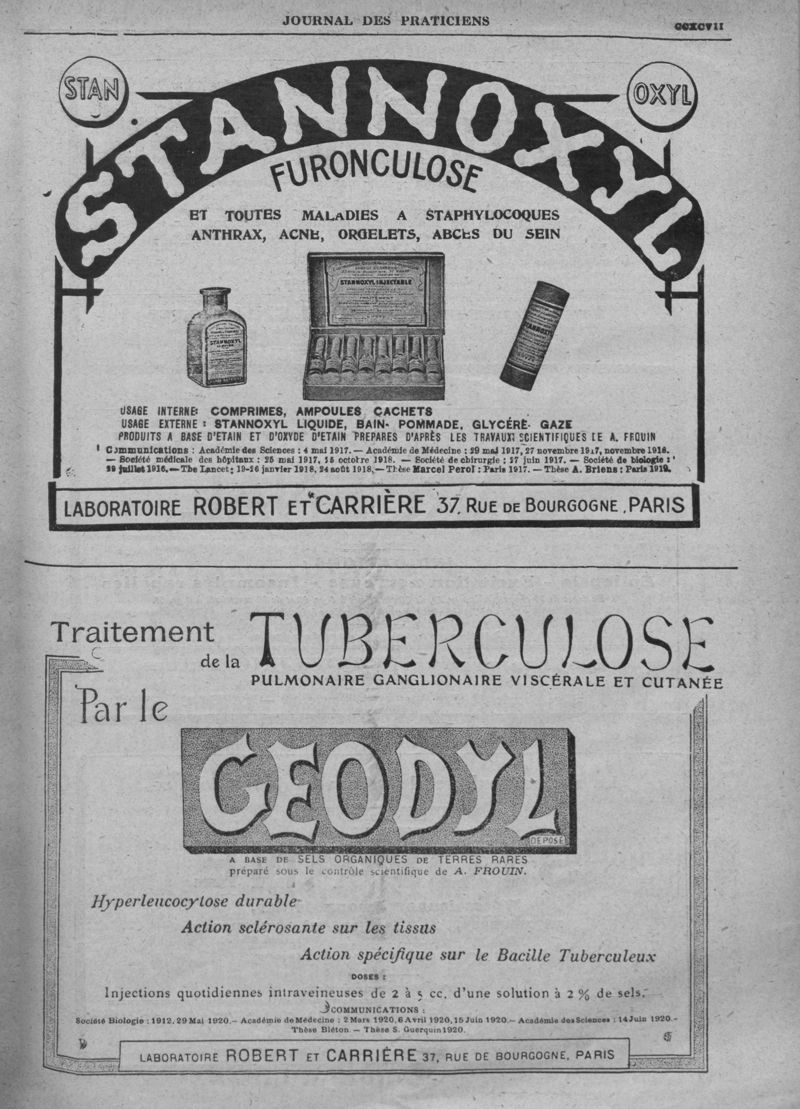 JOURNAL DES PRATICIENS
CCXCVII
STAN
OXYL
STANNOXYL
FURONCULOSE
ET TOUTES MALADIES A STAPHYLOCOQUES
ANTHRAX, ACNE, ORGELETS, ABCES DU SEIN
STANNOXYL INJECTABLE
STANNOXYL
STANNOXYL
USAGE INTERNE: COMPRIMES, AMPOULES CACHETS
USAGE EXTERNE : STANNOXYL LIQUIDE, BAIN- POMMADE, GLYCÉRE- GAZE
PRODUITS A BASE D'ETAIN ET D'OXYDE D'ETAIN PREPARES D'APRÈS LES TRAVAUX SCIENTIFIQUES DE A. FROUIN
Communications : Académie des Sciences : 4 mai 1917. — Académie de Médecine : 29 mai 1917, 27 novembre 1917, novembre 1918.
— Société médicale des hôpitaux : 25 mai 1917, 15 octobre 1918. — Société de chirurgie : 17 juin 1917. — Société de biologie :
29 juillet 1916. — The Lancet : 19-26 janvier 1918, 24 août 1918. — Thèse Marcel Perol : Paris 1917. — Thèse A. Briens : Paris 1919.
LABORATOIRE ROBERT ET CARRIÈRE 37, RUE DE BOURGOGNE, PARIS
Traitement
de la TUBERCULOSE
PULMONAIRE GANGLIONAIRE VISCÉRALE ET CUTANÉE
Par le
GEODYL
DEPOSÉ
A BASE DE SELS ORGANIQUES DE TERRES RARES
préparé sous le contrôle scientifique de A. FROUIN.
Hyperleucocytose durable
Action sclérosante sur les tissus
Action spécifique sur le Bacille Tuberculeux
DOSES :
Injections quotidiennes intraveineuses de 2 à 5 cc. d'une solution à 2 % de sels.
COMMUNICATIONS :
Société Biologie : 1912, 29 Mai 1920. – Académie de Médecine : 2 Mars 1920, 6 Avril 1920, 15 Juin 1920 – Académie des Sciences : 14 Juin 1920. –
Thèse Bléton – Thèse S. Guerquin 1920.
LABORATOIRE ROBERT ET CARRIÈRE 37, RUE DE BOURGOGNE, PARIS